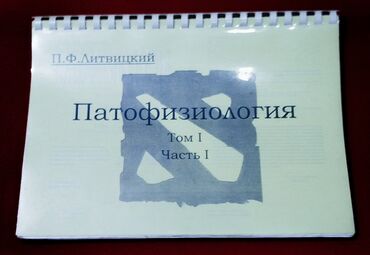 П.Ф.Литвицкий
Патофизиология
Том I
Часть I